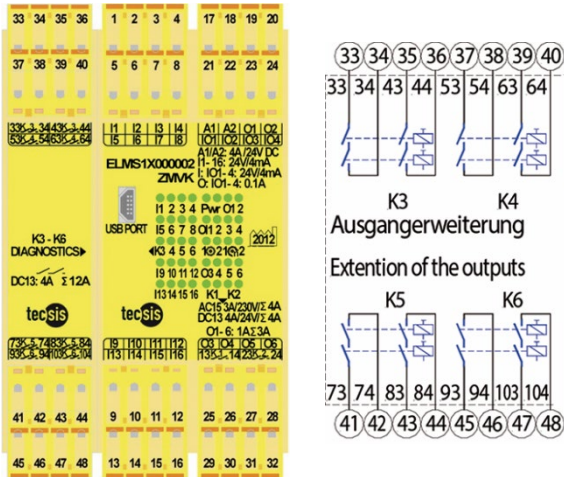 33 34 35 36
1 2 3 4
17 18 19 20
37 38 39 40
5 6 7 8
21 22 23 24
33 34 43 44
53 54 63 64
I1 I2 I3 I4
I5 I6 I7 I8
A1 A2 O1 O2
IO1 IO2 IO3 IO4
A1/A2: 4A/24V DC
I1- 16: 24V/4mA
I: IO1- 4: 24V/4mA
O: IO1- 4: 0.1A
ELMS1X000002
ZMVK
USB PORT
I1 2 3 4 Pwr O1 2
I5 6 7 8 OI1 2 3 4
K3 4 5 6 1 2 1 2
I9 10 11 12 O3 4 5 6
I13 14 15 16 K1 K2
2012
K3 - K6
DIAGNOSTICS
DC13: 4A Σ 12A
AC15 3A/230V/Σ 4A
DC13 4A/24V/Σ 4A
O1- 6: 1A Σ 3A
tecsis
tecsis
73 74 83 84
93 94 103 104
I9 I10 I11 I12
I13 I14 I15 I16
O3 O4 O5 O6
13 14 23 24
41 42 43 44
9 10 11 12
25 26 27 28
45 46 47 48
13 14 15 16
29 30 31 32
33 34 35 36 37 38 39 40
33 34 43 44 53 54 63 64
K3 K4
Ausgangerweiterung
Extention of the outputs
K5 K6
73 74 83 84 93 94 103 104
41 42 43 44 45 46 47 48